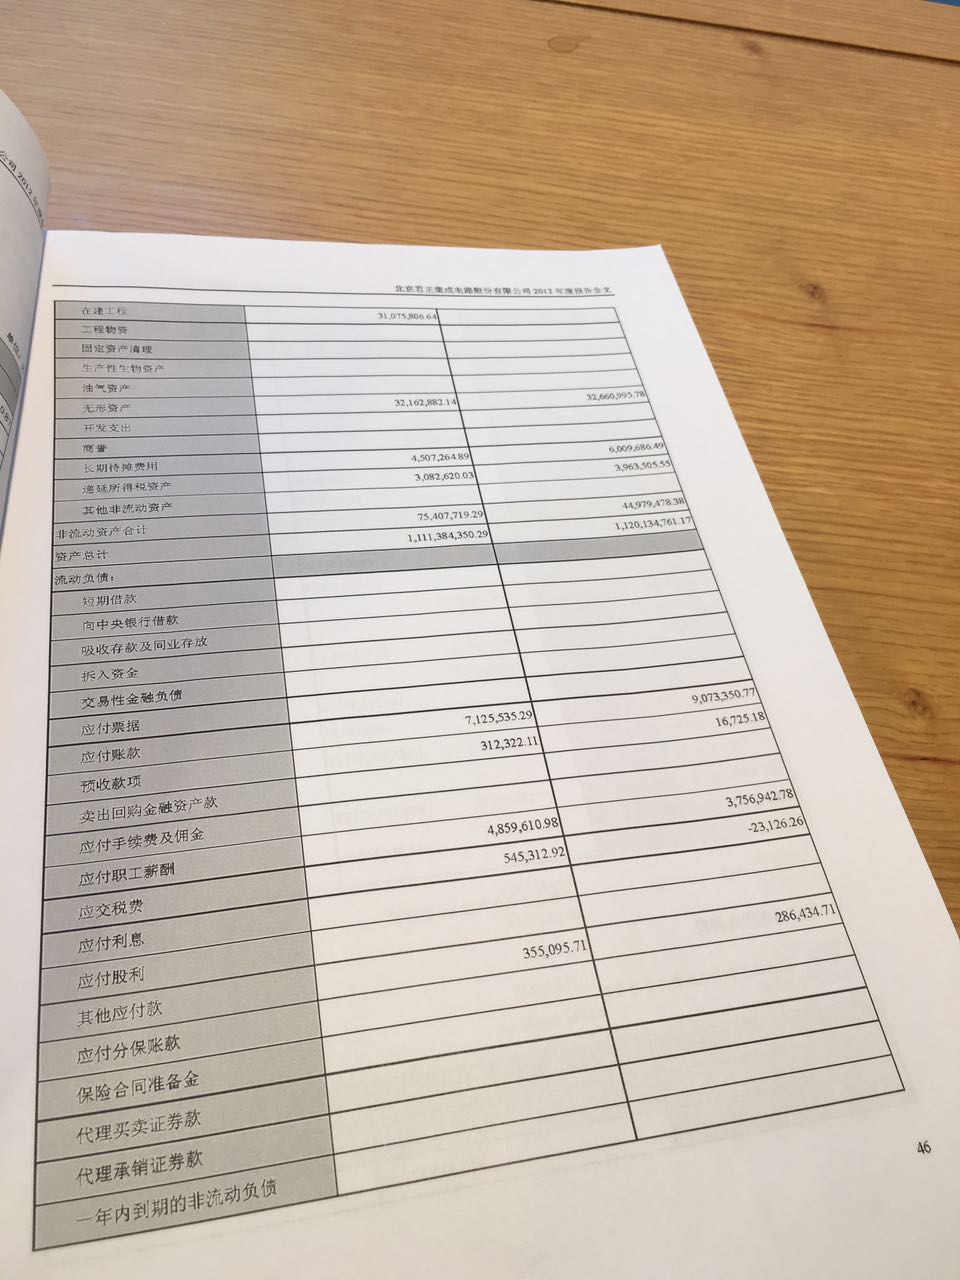 公司 2012 年度
单位：
北京君正集成电路股份有限公司 2012 年度报告全文
在建工程 31,075,806.64
工程物资
固定资产清理
生产性生物资产
油气资产
无形资产 32,162,882.14 32,660,995.78
开发支出
商誉
长期待摊费用 4,507,264.89 6,009,686.49
递延所得税资产 3,082,620.03 3,963,505.55
其他非流动资产
非流动资产合计 75,407,719.29 44,979,478.38
资产总计 1,111,384,350.29 1,120,134,761.17
流动负债：
短期借款
向中央银行借款
吸收存款及同业存放
拆入资金
交易性金融负债
应付票据
应付账款 7,125,535.29 9,073,350.77
预收款项 312,322.11 16,725.18
卖出回购金融资产款
应付手续费及佣金
应付职工薪酬 4,859,610.98 3,756,942.78
应交税费 545,312.92 -23,126.26
应付利息
应付股利
其他应付款 355,095.71 286,434.71
应付分保账款
保险合同准备金
代理买卖证券款
代理承销证券款
一年内到期的非流动负债
46